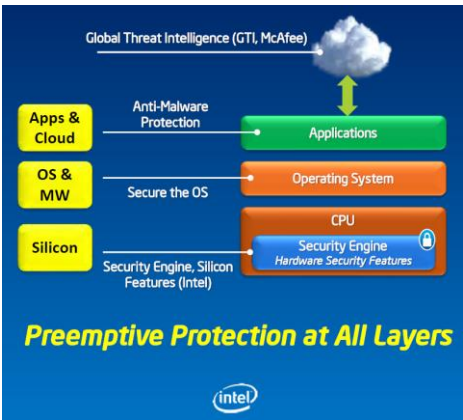 Global Threat Intelligence (GTI, McAfee)
Apps &
Cloud
Anti-Malware
Protection
Applications
OS &
MW
Secure the OS
Operating System
CPU
Silicon
Security Engine
Hardware Security Features
Security Engine, Silicon
Features (Intel)
Preemptive Protection at All Layers
intel